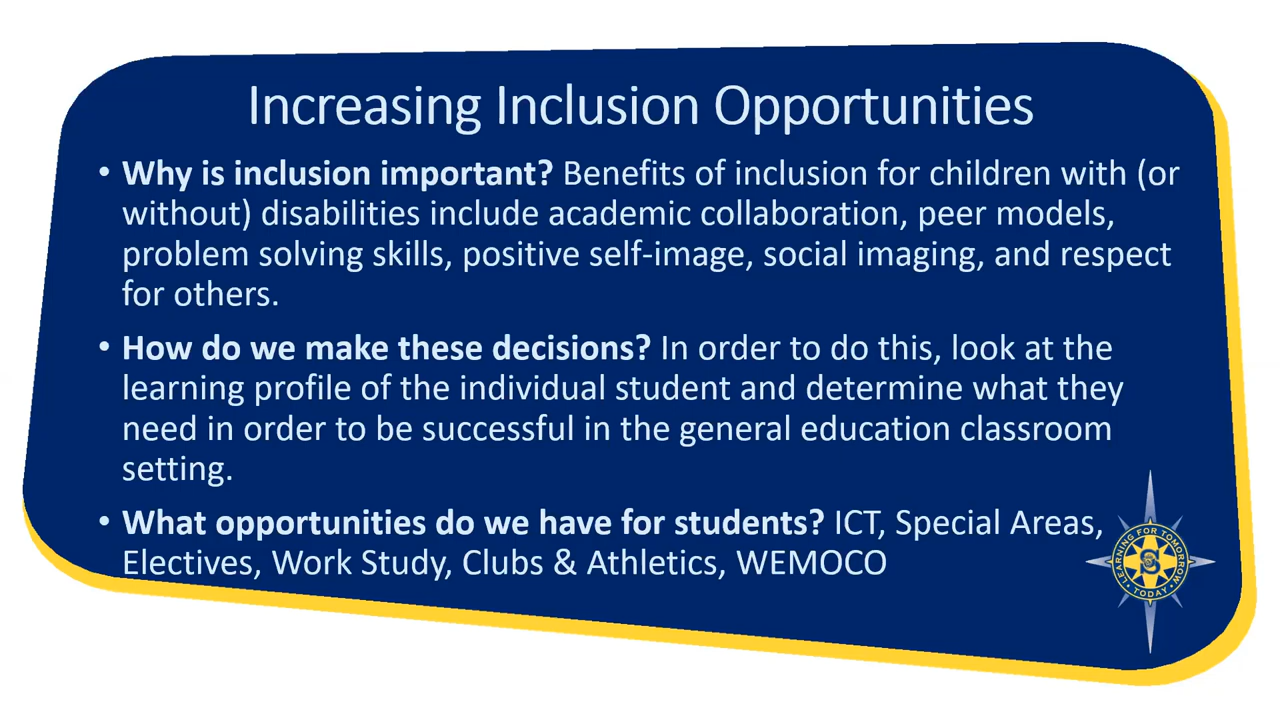 Increasing Inclusion Opportunities
• Why is inclusion important? Benefits of inclusion for children with (or
without) disabilities include academic collaboration, peer models,
problem solving skills, positive self-image, social imaging, and respect
for others.
• How do we make these decisions? In order to do this, look at the
learning profile of the individual student and determine what they
need in order to be successful in the general education classroom
setting.
• What opportunities do we have for students? ICT, Special Areas,
Electives, Work Study, Clubs & Athletics, WEMOCO
LEARNING FOR TOMORROW
• TODAY •
S